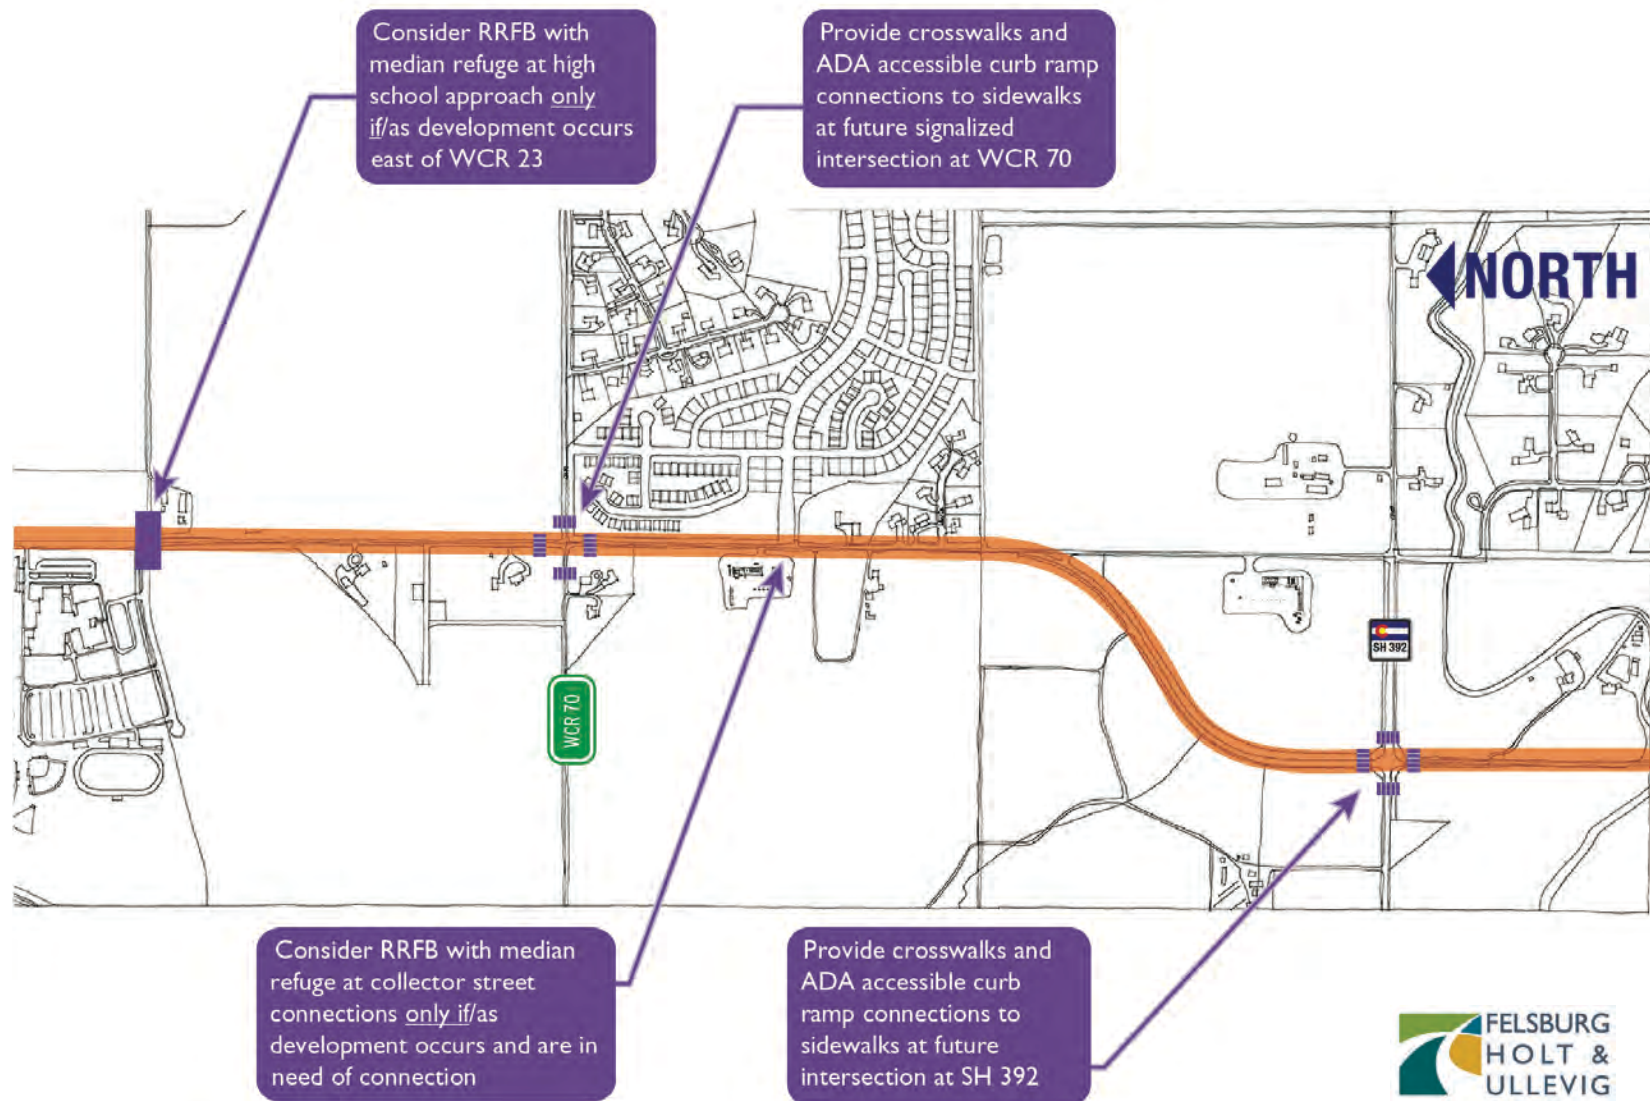 Consider RRFB with
median refuge at high
school approach only
if/as development occurs
east of WCR 23
Provide crosswalks and
ADA accessible curb ramp
connections to sidewalks
at future signalized
intersection at WCR 70
NORTH
SH 392
WCR 70
Consider RRFB with median
refuge at collector street
connections only if/as
development occurs and are in
need of connection
Provide crosswalks and
ADA accessible curb
ramp connections to
sidewalks at future
intersection at SH 392
FELSBURG
HOLT &
ULLEVIG